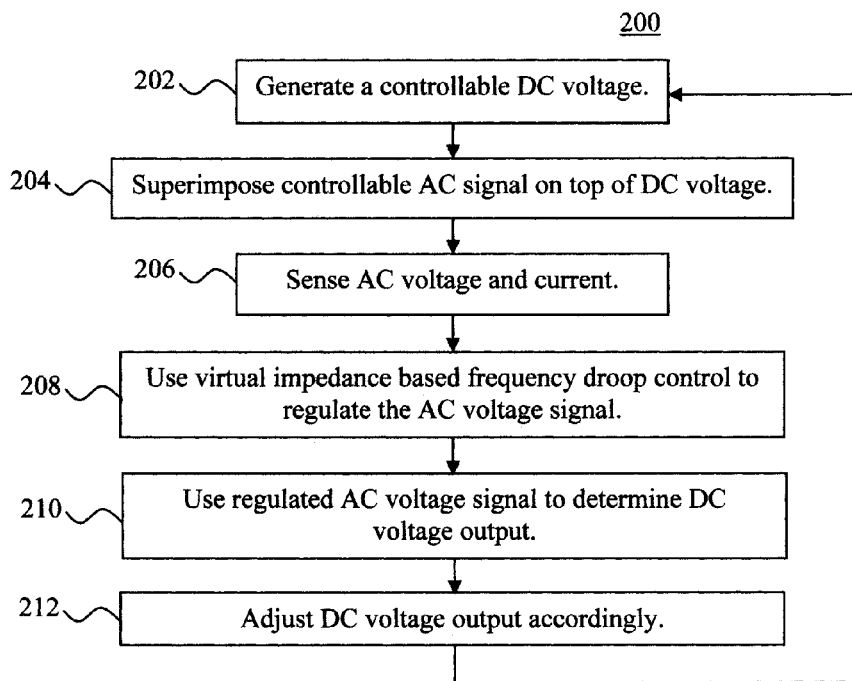 200
202
Generate a controllable DC voltage.
204
Superimpose controllable AC signal on top of DC voltage.
206
Sense AC voltage and current.
208
Use virtual impedance based frequency droop control to
regulate the AC voltage signal.
210
Use regulated AC voltage signal to determine DC
voltage output.
212
Adjust DC voltage output accordingly.